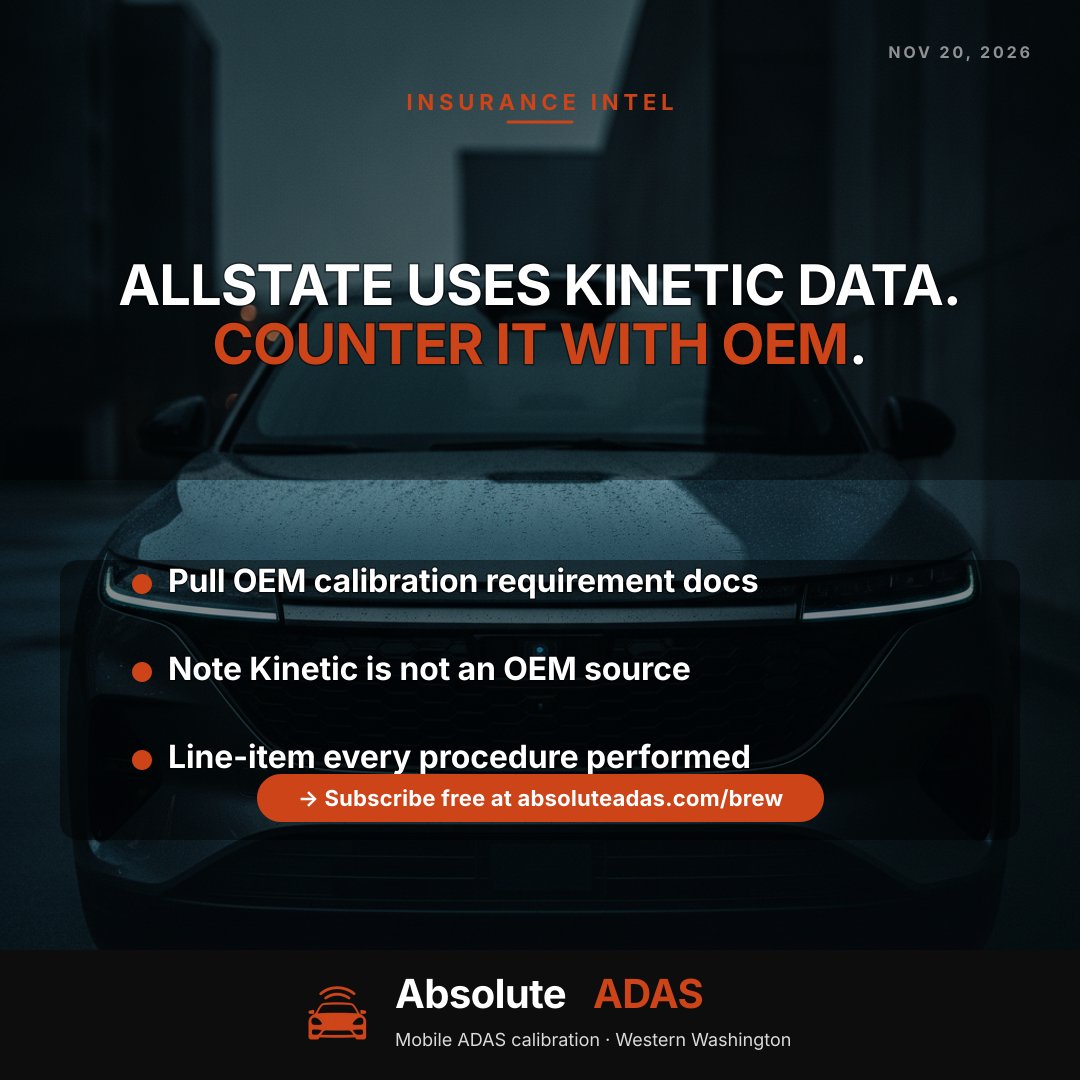 NOV 20, 2026
INSURANCE INTEL
ALLSTATE USES KINETIC DATA.
COUNTER IT WITH OEM.
Pull OEM calibration requirement docs
Note Kinetic is not an OEM source
Line-item every procedure performed
→ Subscribe free at absoluteadas.com/brew
Absolute ADAS
Mobile ADAS calibration · Western Washington